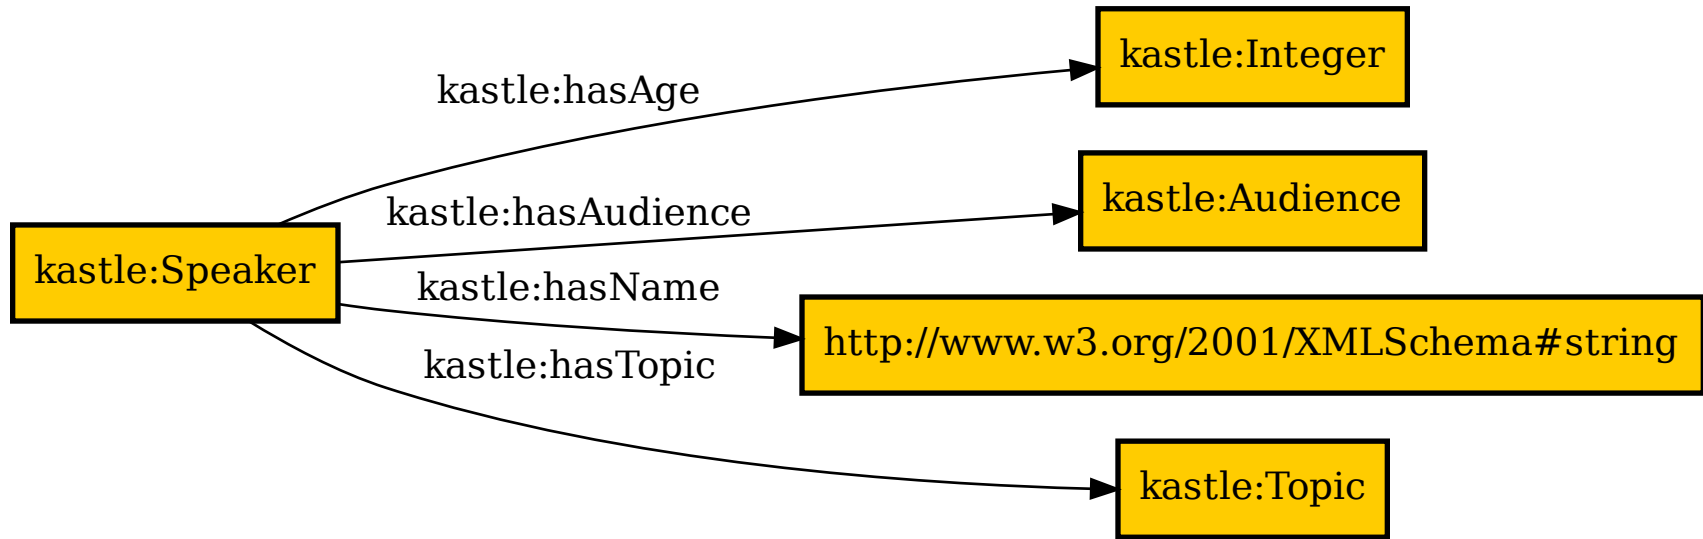 kastle:Speaker
kastle:hasAge
kastle:Integer
kastle:hasAudience
kastle:Audience
kastle:hasName
http://www.w3.org/2001/XMLSchema#string
kastle:hasTopic
kastle:Topic